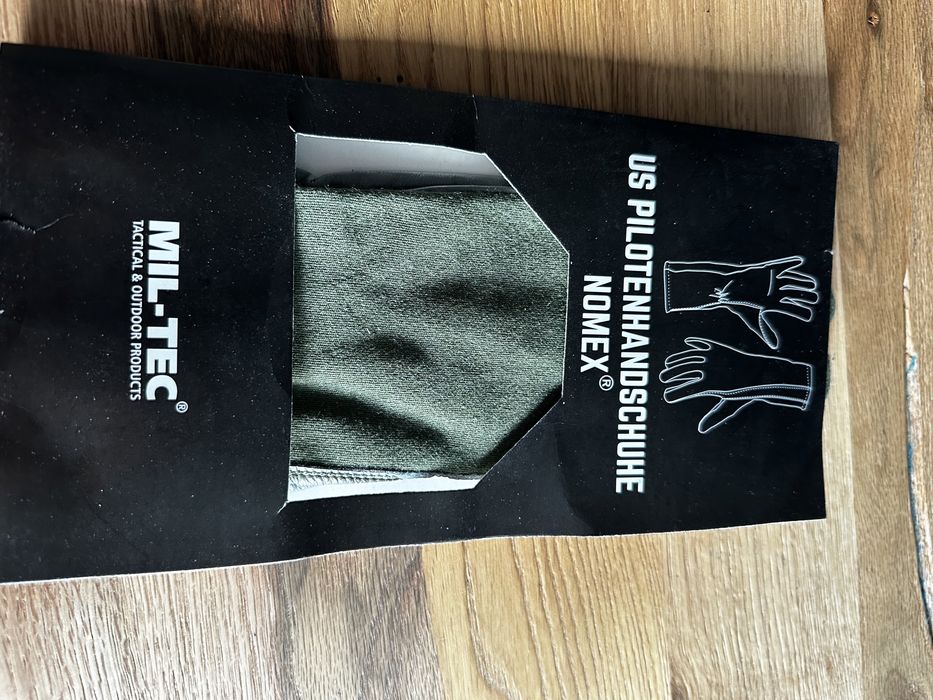 US PILOTENHANDSCHUHE
NOMEX®
MIL-TEC®
TACTICAL & OUTDOOR PRODUCTS